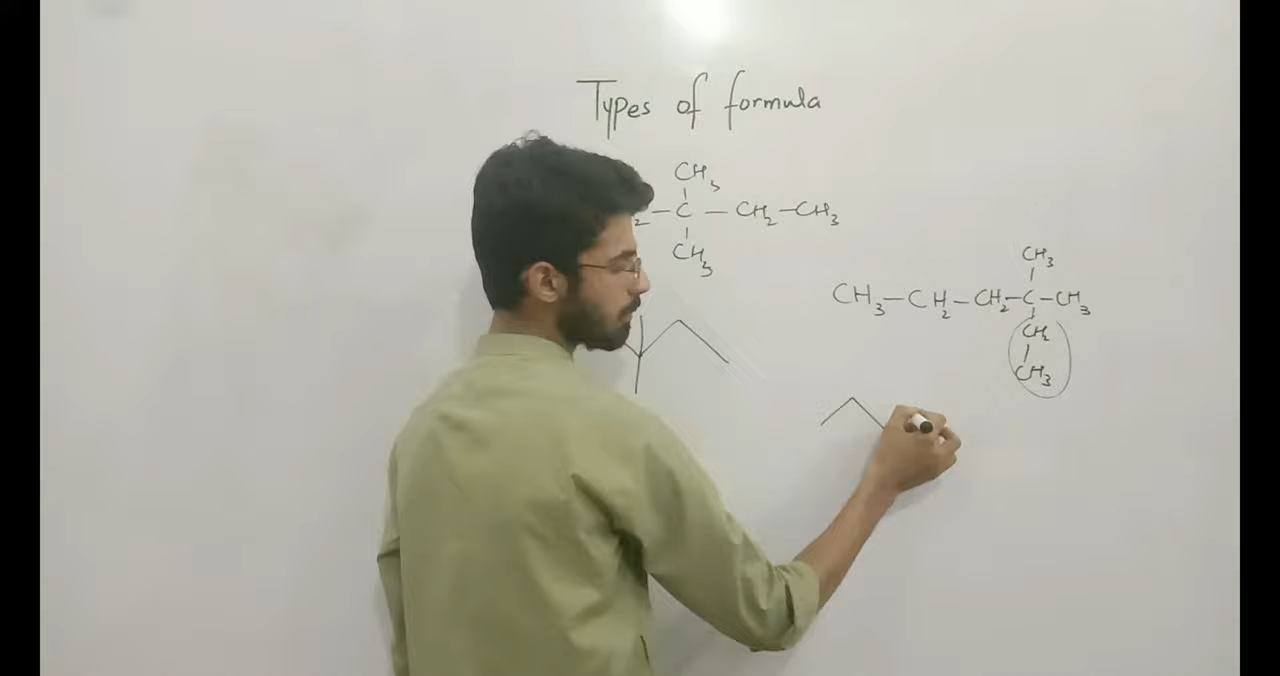 Types of formula
CH₃
|
₂ — C — CH₂ — CH₃
|
CH₃
CH₃
|
CH₃ — CH₂ — CH₂ — C — CH₃
|
CH₂
|
CH₃